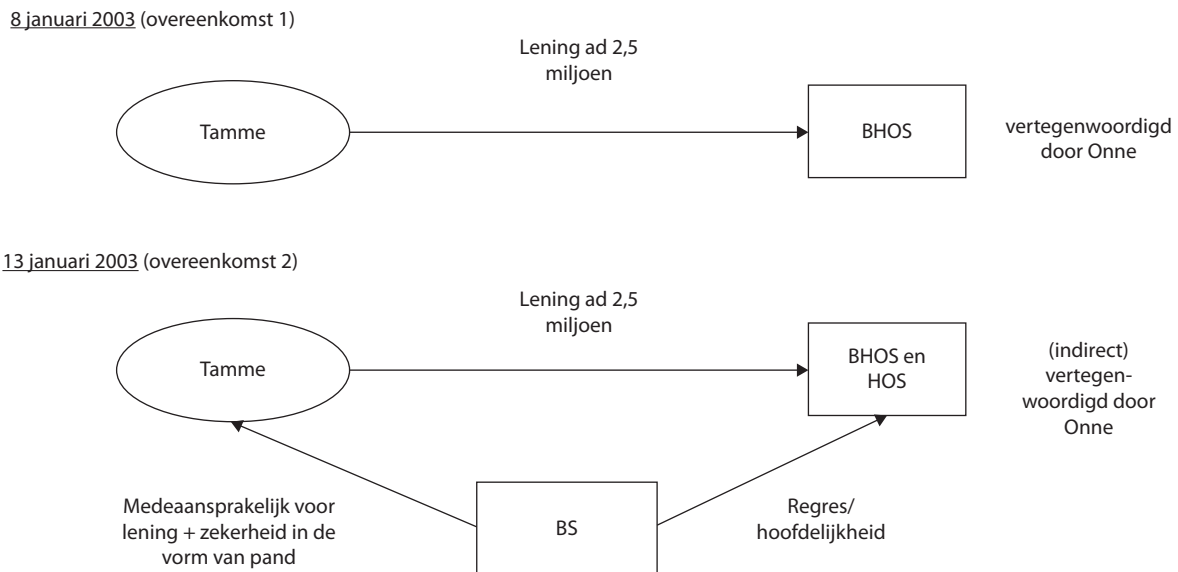 8 januari 2003 (overeenkomst 1)
Lening ad 2,5
miljoen
Tamme
BHOS
vertegenwoordigd
door Onne
13 januari 2003 (overeenkomst 2)
Lening ad 2,5
miljoen
Tamme
BHOS en
HOS
(indirect)
vertegen-
woordigd door
Onne
Medeaansprakelijk voor
lening + zekerheid in de
vorm van pand
BS
Regres/
hoofdelijkheid